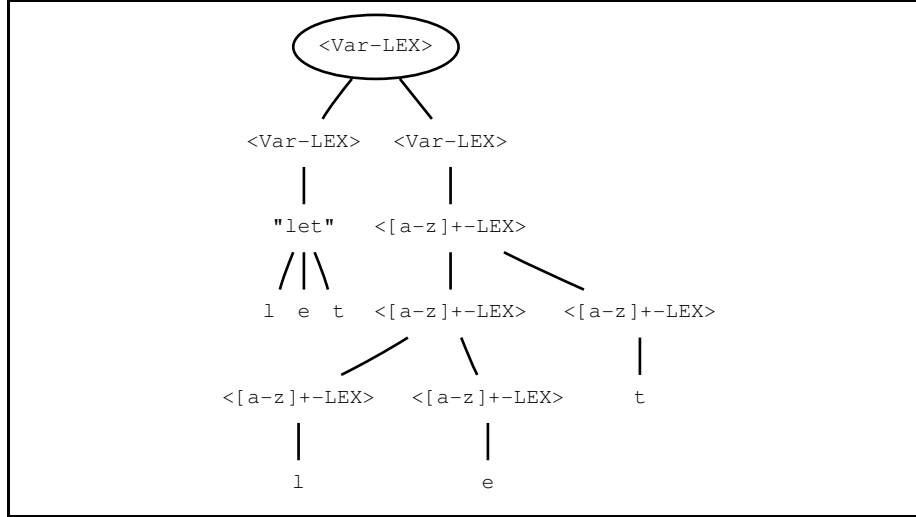 <Var-LEX>
<Var-LEX> <Var-LEX>
"let" <[a-z]+-LEX>
l e t <[a-z]+-LEX> <[a-z]+-LEX>
<[a-z]+-LEX> <[a-z]+-LEX> t
l e